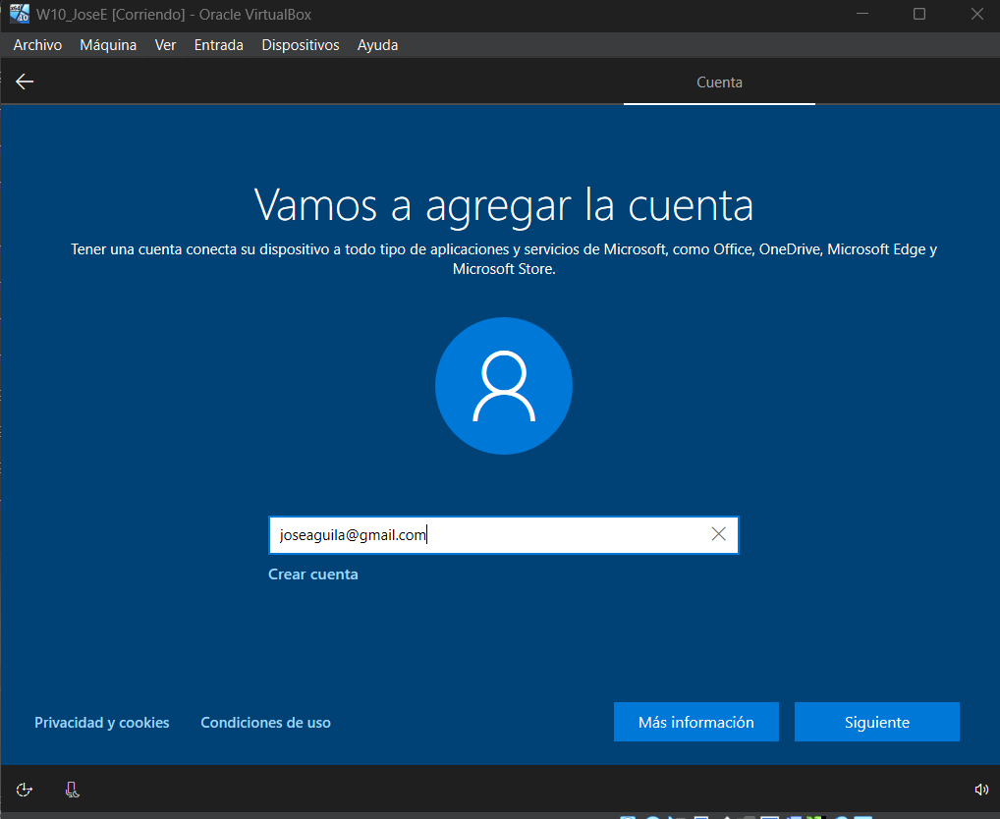 W10_JoseE [Corriendo] - Oracle VirtualBox
Archivo Máquina Ver Entrada Dispositivos Ayuda
Cuenta
Vamos a agregar la cuenta
Tener una cuenta conecta su dispositivo a todo tipo de aplicaciones y servicios de Microsoft, como Office, OneDrive, Microsoft Edge y
Microsoft Store.
joseaguila@gmail.com
Crear cuenta
Privacidad y cookies Condiciones de uso Más información Siguiente